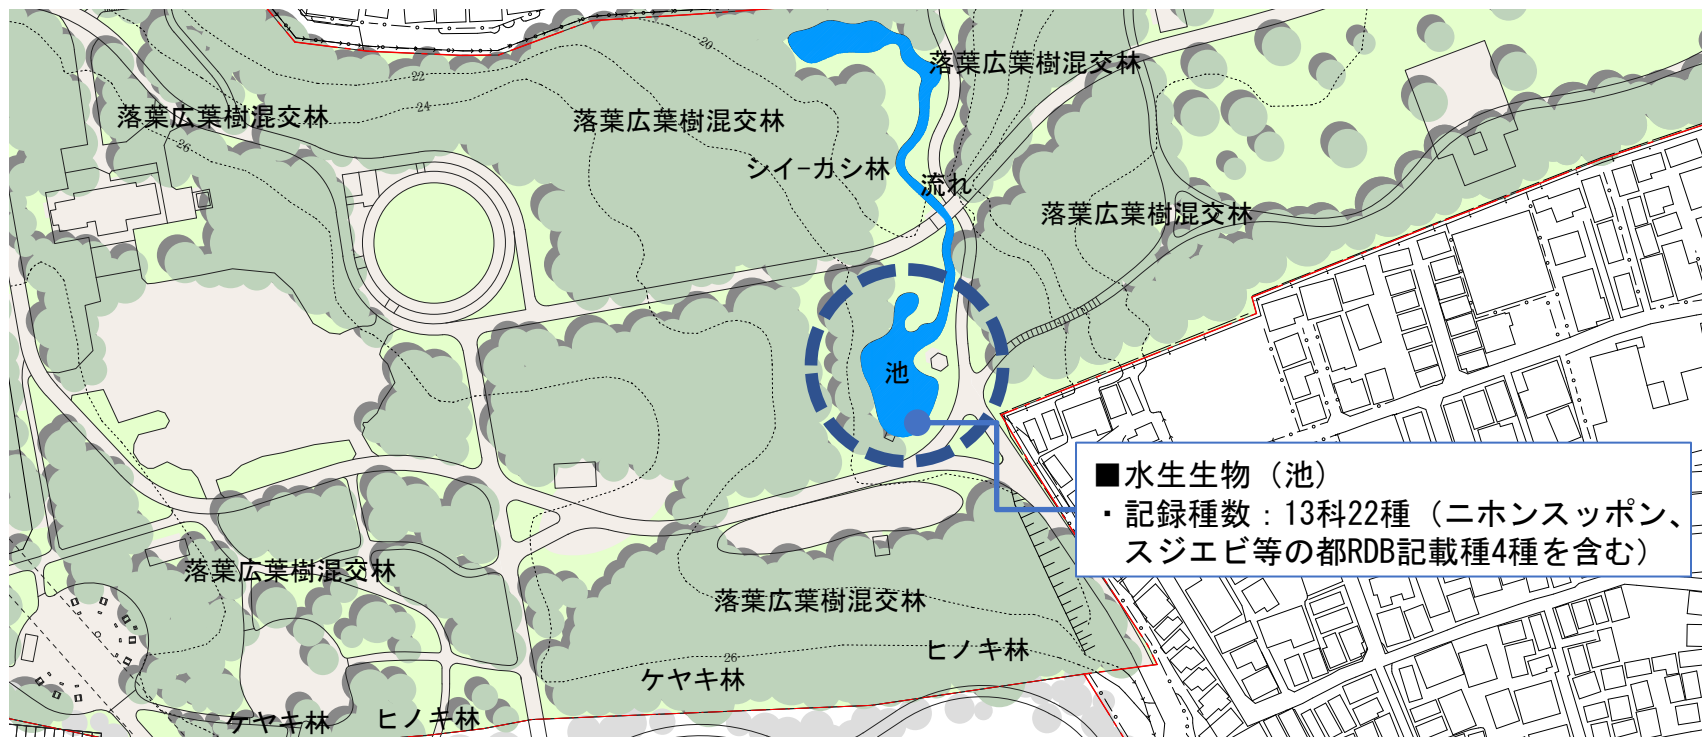 20
22
24
26
落葉広葉樹混交林
落葉広葉樹混交林
落葉広葉樹混交林
シイ-カシ林
流れ
落葉広葉樹混交林
池
■水生生物（池）
・記録種数：13科22種（ニホンスッポン、
スジエビ等の都RDB記載種4種を含む）
落葉広葉樹混交林
落葉広葉樹混交林
ヒノキ林
26
ケヤキ林
ケヤキ林
ヒノキ林